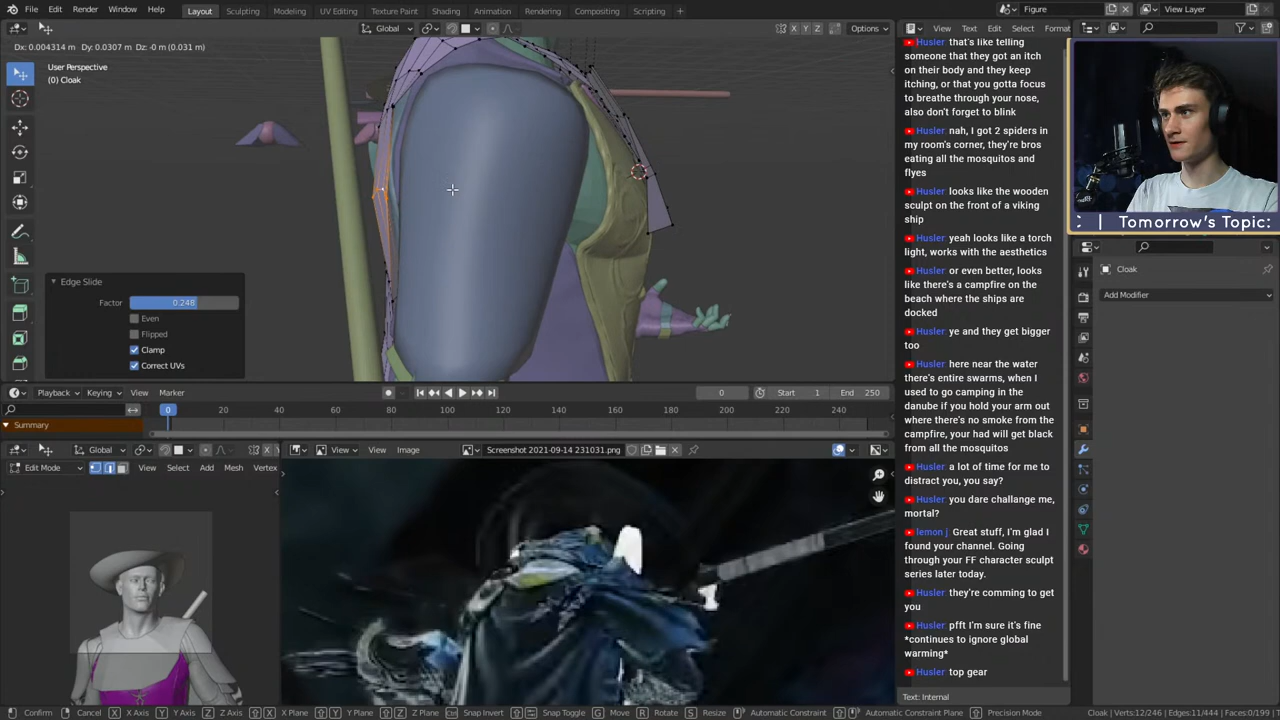 File Edit Render Window Help Layout Sculpting Modeling UV Editing Texture Paint Shading Animation Rendering Compositing Scripting + Figure View Layer
Global Options
View Text Edit Select Format
Dx: 0.004314 m Dy: 0.0307 m Dz: -0 m (0.031 m)
X Y Z
User Perspective
(0) Cloak
Edge Slide
Factor 0.248
Even
Flipped
Clamp
Correct UVs
Playback Keying View Marker 0 Start 1 End 250
0 20 40 60 80 100 120 140 160 180 200 220 240
Summary
Global View View Image Screenshot 2021-09-14 231031.png
Edit Mode View Select Add Mesh Vertex
Husler that's like telling
someone that they got an itch
on their body and they keep
itching, or that you gotta focus
to breathe through your nose,
also don't forget to blink
Husler nah, I got 2 spiders in
my room's corner, they're bros
eating all the mosquitos and
flyes
Husler looks like the wooden
sculpt on the front of a viking
ship
Husler yeah looks like a torch
light, works with the aesthetics
Husler or even better, looks
like there's a campfire on the
beach where the ships are
docked
Husler ye and they get bigger
too
Husler here near the water
there's entire swarms, when I
used to go camping in the
danube if you hold your arm out
where there's no smoke from the
campfire, your had will get black
from all the mosquitos
Husler a lot of time for me to
distract you, you say?
Husler you dare challange me,
mortal?
lemon j Great stuff, I'm glad I
found your channel. Going
through your FF character sculpt
series later today.
Husler they're comming to get
you
Husler pfft I'm sure it's fine
*continues to ignore global
warming*
Husler top gear
Text: Internal
| Tomorrow's Topic:
Cloak
Add Modifier
Confirm Cancel X X Axis Y Y Axis Z Z Axis X X Plane Y Y Plane Z Z Plane Ctrl Snap Invert Snap Toggle G Move R Rotate S Resize Automatic Constraint Automatic Constraint Plane Precision Mode
Cloak | Verts:12/246 | Edges:11/444 | Faces:0/199